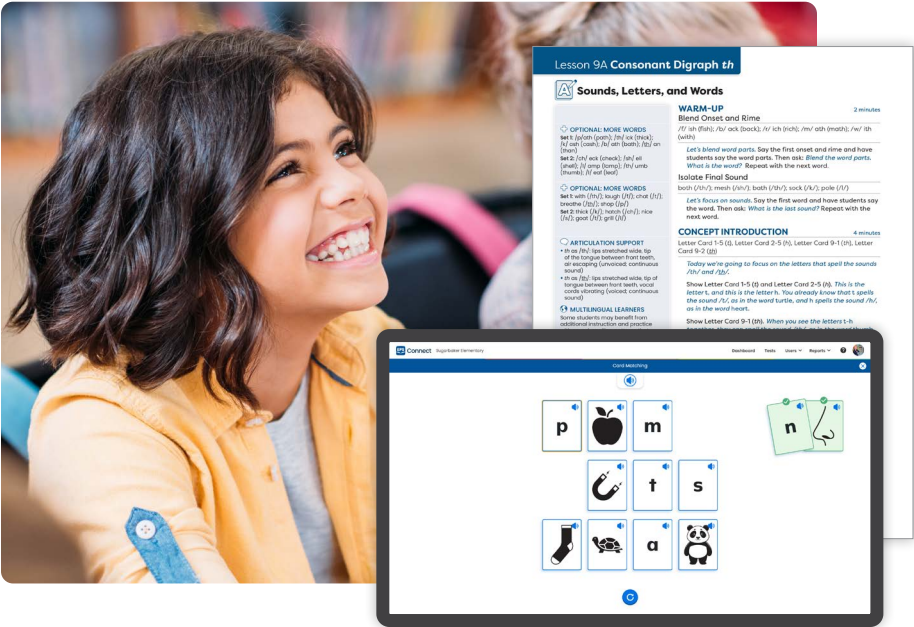 Lesson 9A Consonant Digraph th
A Sounds, Letters, and Words
OPTIONAL: MORE WORDS
Set 1: /p/ath (path); /th/ ick (thick);
/k/ ash (cash); /b/ ath (bath); /th/ an
(than)
Set 2: /ch/ eck (check); /sh/ ell
(shell); /l/ amp (lamp); /th/ umb
(thumb); /l/ eaf (leaf)
OPTIONAL: MORE WORDS
Set 1: with (/th/); laugh (/f/); chat (/t/);
breathe (/th/); shop (/p/)
Set 2: thick (/k/); hatch (/ch/); nice
(/s/); goat (/t/); grill (/l/)
ARTICULATION SUPPORT
• th as /th/: lips stretched wide, tip
of the tongue between front teeth,
air escaping (unvoiced; continuous
sound)
• th as /th/: lips stretched wide, tip of
tongue between front teeth, vocal
cords vibrating (voiced; continuous
sound)
MULTILINGUAL LEARNERS
Some students may benefit from
additional instruction and practice
WARM-UP 2 minutes
Blend Onset and Rime
/f/ ish (fish); /b/ ack (back); /r/ ich (rich); /m/ ath (math); /w/ ith
(with)
Let's blend word parts. Say the first onset and rime and have
students say the word parts. Then ask: Blend the word parts.
What is the word? Repeat with the next word.
Isolate Final Sound
both (/th/); mesh (/sh/); bath (/th/); sock (/k/); pole (/l/)
Let's focus on sounds. Say the first word and have students say
the word. Then ask: What is the last sound? Repeat with the
next word.
CONCEPT INTRODUCTION 4 minutes
Letter Card 1-5 (t), Letter Card 2-5 (h), Letter Card 9-1 (th), Letter
Card 9-2 (th)
Today we're going to focus on the letters that spell the sounds
/th/ and /th/.
Show Letter Card 1-5 (t) and Letter Card 2-5 (h). This is the
letter t, and this is the letter h. You already know that t spells
the sound /t/, as in the word turtle, and h spells the sound /h/,
as in the word heart.
Show Letter Card 9-1 (th). When you see the letters t-h
EPS Connect Sugarbaker Elementary Dashboard Tests Users Reports
Card Matching
p m n
t s
a